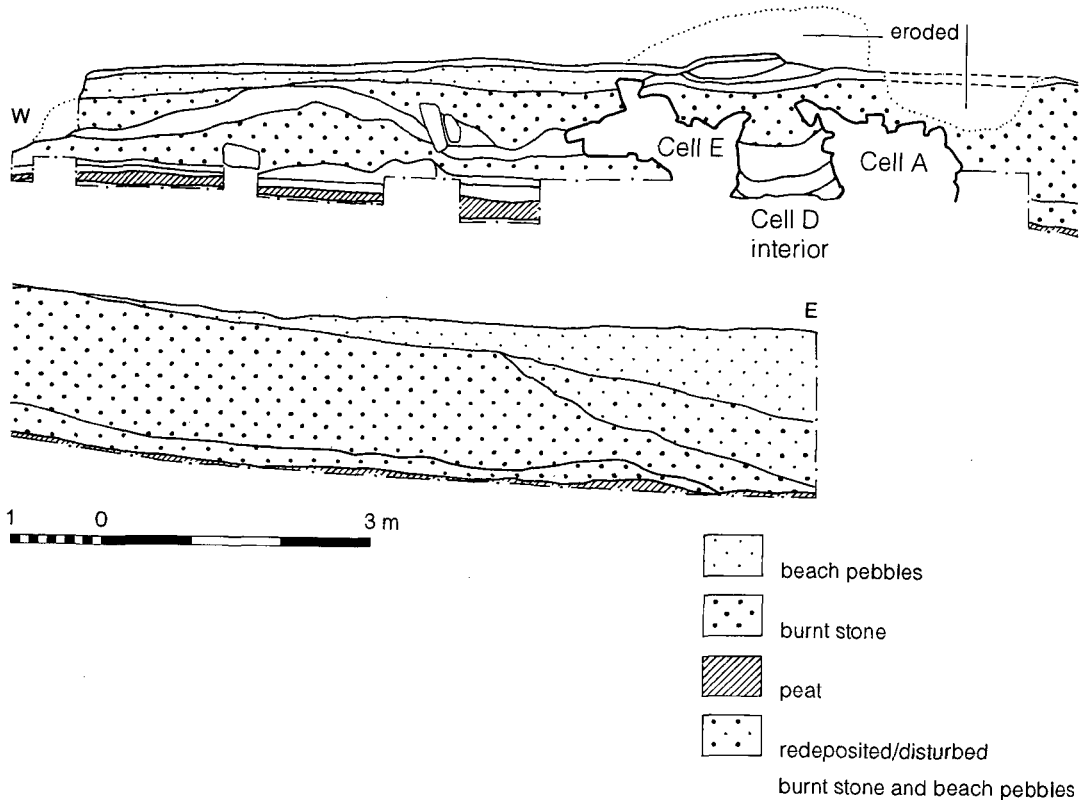 eroded
W
Cell E
Cell A
Cell D
interior
E
1 0 3 m
beach pebbles
burnt stone
peat
redeposited/disturbed
burnt stone and beach pebbles